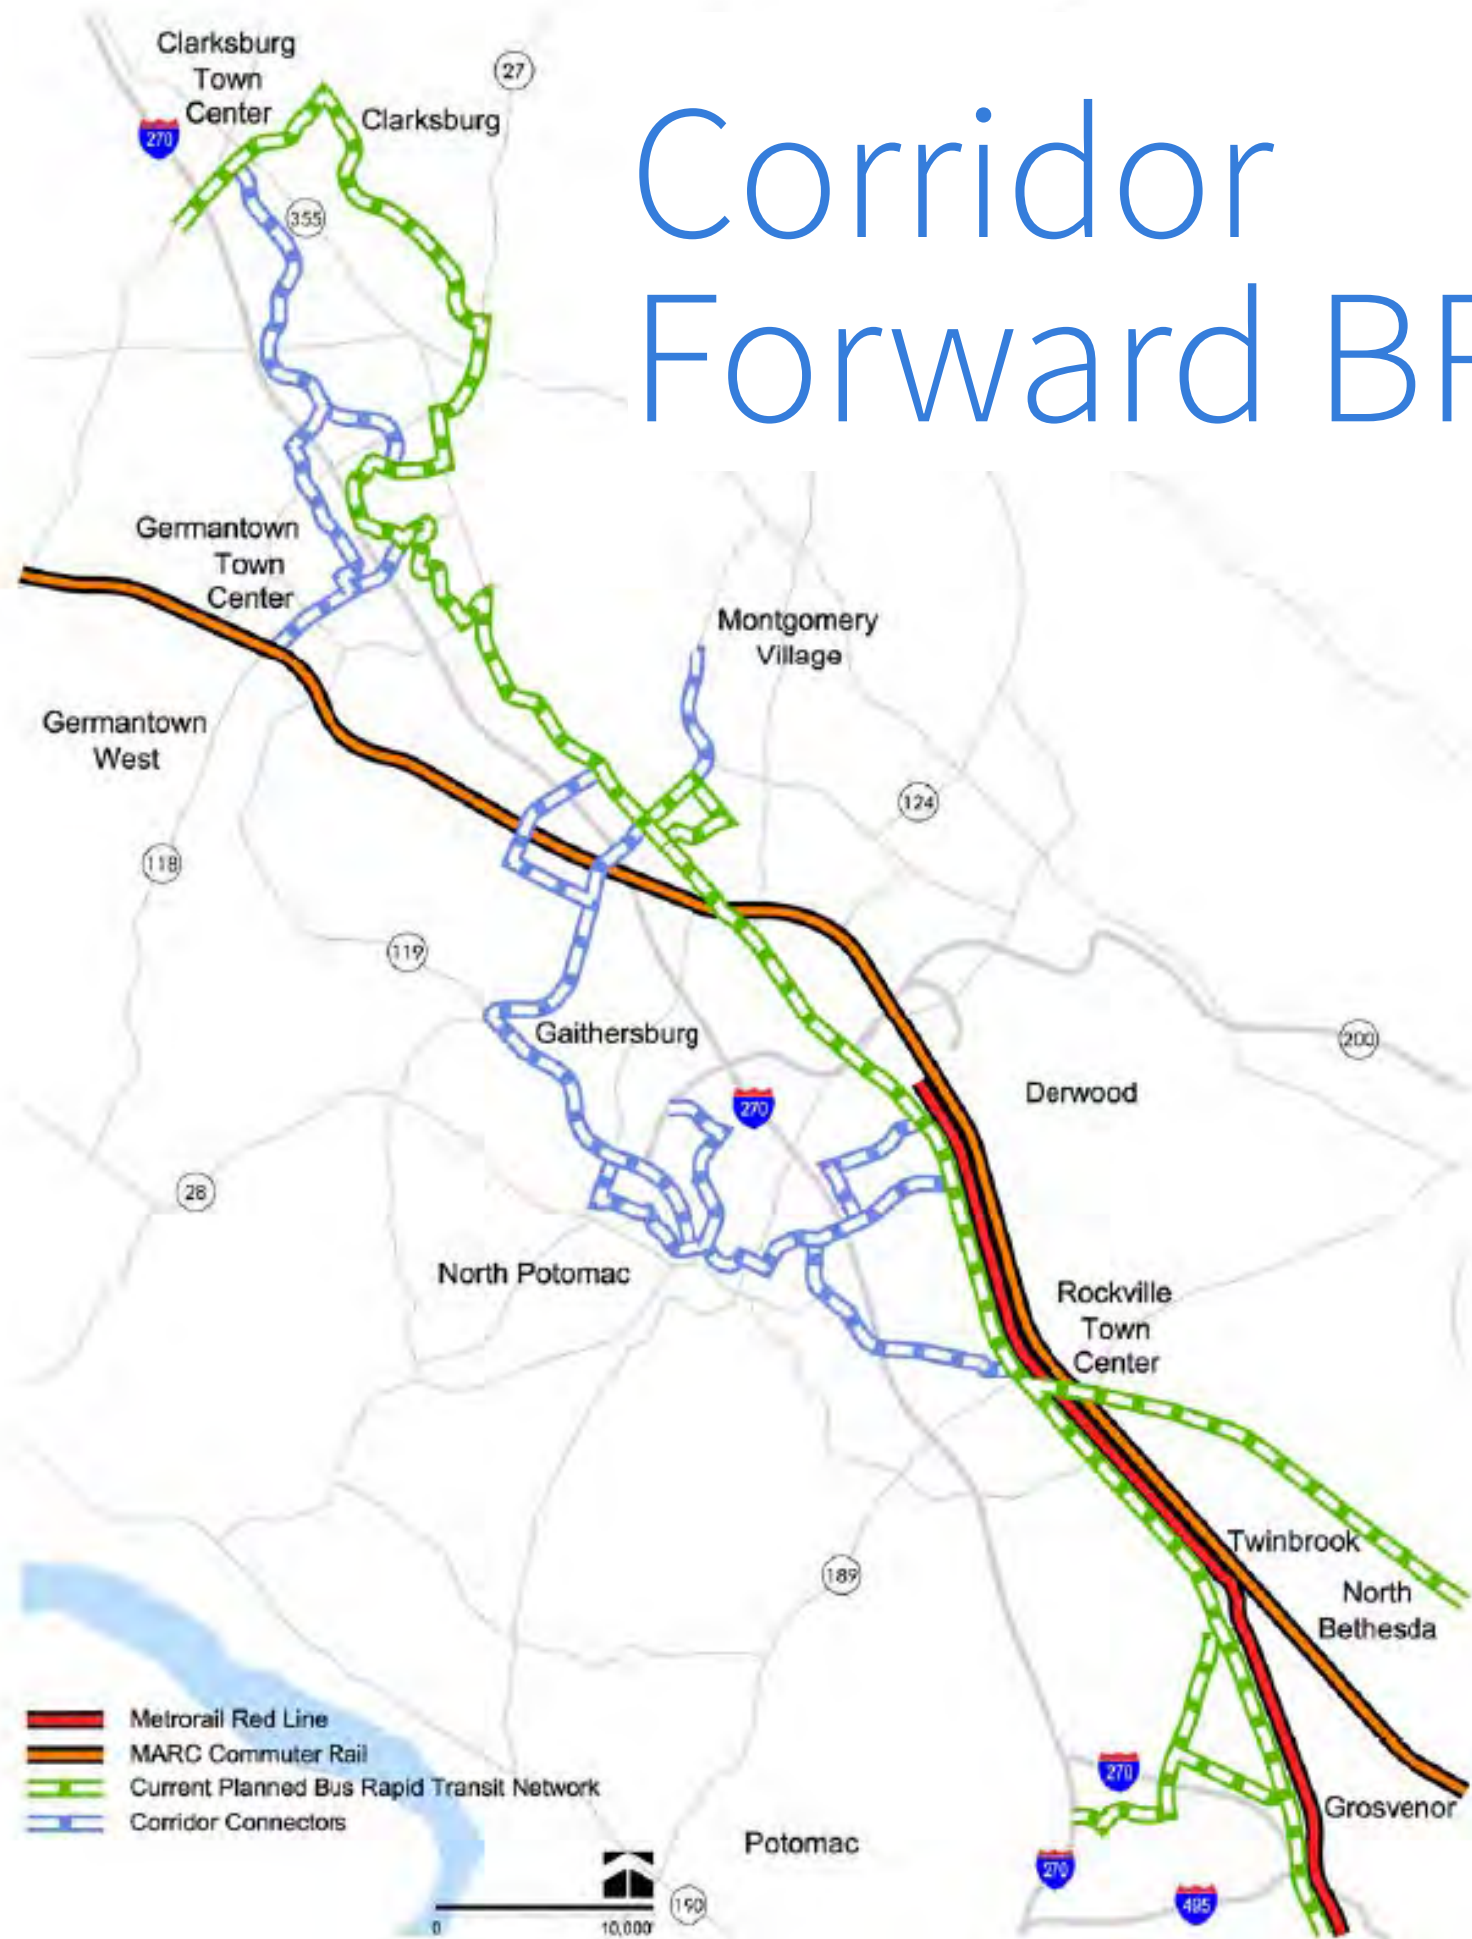 Corridor
Forward BR
Clarksburg
Town
Center
Clarksburg
27
270
355
Germantown
Town
Center
Montgomery
Village
Germantown
West
124
118
119
Gaithersburg
200
270
Derwood
28
North Potomac
Rockville
Town
Center
Twinbrook
189
North
Bethesda
Metrorail Red Line
MARC Commuter Rail
Current Planned Bus Rapid Transit Network
Corridor Connectors
270
Grosvenor
Potomac
270
495
190
0
10,000'